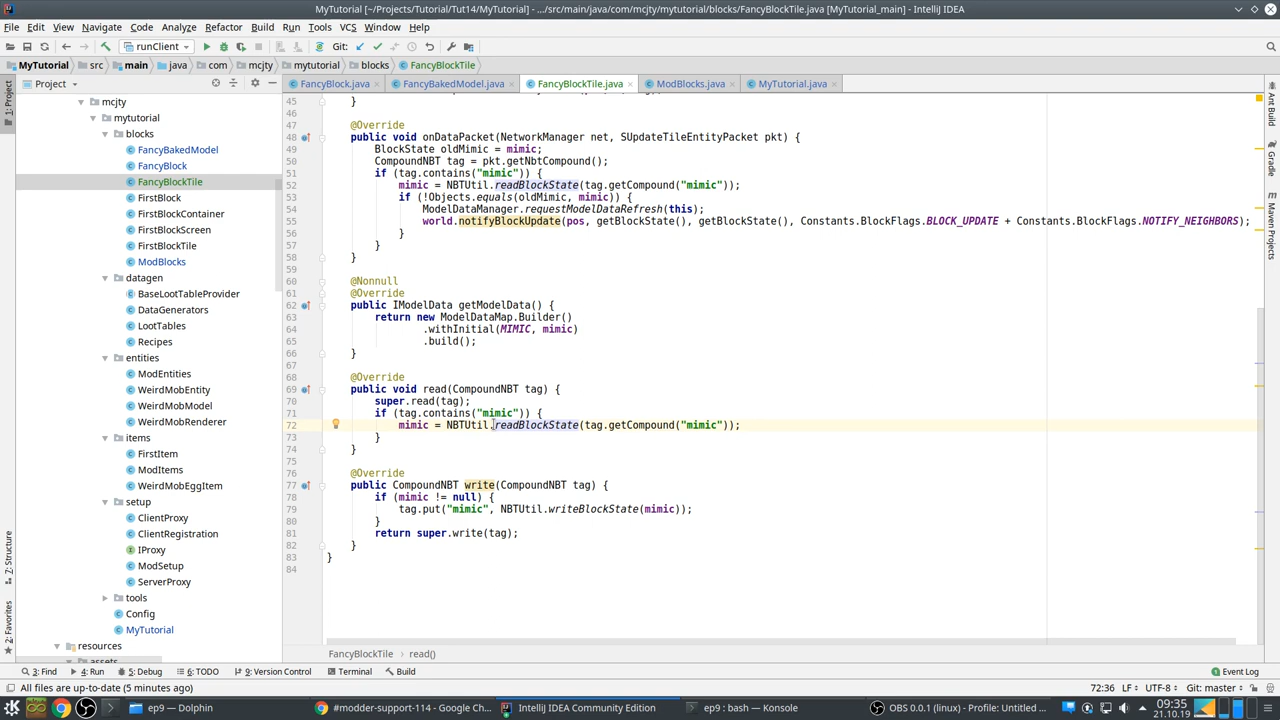 MyTutorial [~/Projects/Tutorial/Tut14/MyTutorial] - .../src/main/java/com/mcjty/mytutorial/blocks/FancyBlockTile.java [MyTutorial_main] - IntelliJ IDEA
File Edit View Navigate Code Analyze Refactor Build Run Tools VCS Window Help
runClient Git:
MyTutorial src main java com mcjty mytutorial blocks FancyBlockTile
Project
FancyBlock.java FancyBakedModel.java FancyBlockTile.java ModBlocks.java MyTutorial.java
1: Project
7: Structure
2: Favorites
Ant Build
Gradle
Maven Projects
mcjty
mytutorial
blocks
FancyBakedModel
FancyBlock
FancyBlockTile
FirstBlock
FirstBlockContainer
FirstBlockScreen
FirstBlockTile
ModBlocks
datagen
BaseLootTableProvider
DataGenerators
LootTables
Recipes
entities
ModEntities
WeirdMobEntity
WeirdMobModel
WeirdMobRenderer
items
FirstItem
ModItems
WeirdMobEggItem
setup
ClientProxy
ClientRegistration
IProxy
ModSetup
ServerProxy
tools
Config
MyTutorial
resources
assets
45 }
46
47 @Override
48 public void onDataPacket(NetworkManager net, SUpdateTileEntityPacket pkt) {
49 BlockState oldMimic = mimic;
50 CompoundNBT tag = pkt.getNbtCompound();
51 if (tag.contains("mimic")) {
52 mimic = NBTUtil.readBlockState(tag.getCompound("mimic"));
53 if (!Objects.equals(oldMimic, mimic)) {
54 ModelDataManager.requestModelDataRefresh(this);
55 world.notifyBlockUpdate(pos, getBlockState(), getBlockState(), Constants.BlockFlags.BLOCK_UPDATE + Constants.BlockFlags.NOTIFY_NEIGHBORS);
56 }
57 }
58 }
59
60 @Nonnull
61 @Override
62 public IModelData getModelData() {
63 return new ModelDataMap.Builder()
64 .withInitial(MIMIC, mimic)
65 .build();
66 }
67
68 @Override
69 public void read(CompoundNBT tag) {
70 super.read(tag);
71 if (tag.contains("mimic")) {
72 mimic = NBTUtil.readBlockState(tag.getCompound("mimic"));
73 }
74 }
75
76 @Override
77 public CompoundNBT write(CompoundNBT tag) {
78 if (mimic != null) {
79 tag.put("mimic", NBTUtil.writeBlockState(mimic));
80 }
81 return super.write(tag);
82 }
83 }
84
FancyBlockTile read()
3: Find 4: Run 5: Debug 6: TODO 9: Version Control Terminal Build Event Log
All files are up-to-date (5 minutes ago) 72:36 LF UTF-8 Git: master
ep9 — Dolphin #modder-support-114 - Google Ch... IntelliJ IDEA Community Edition ep9 : bash — Konsole OBS 0.0.1 (linux) - Profile: Untitled ... 09:35
21.10.19